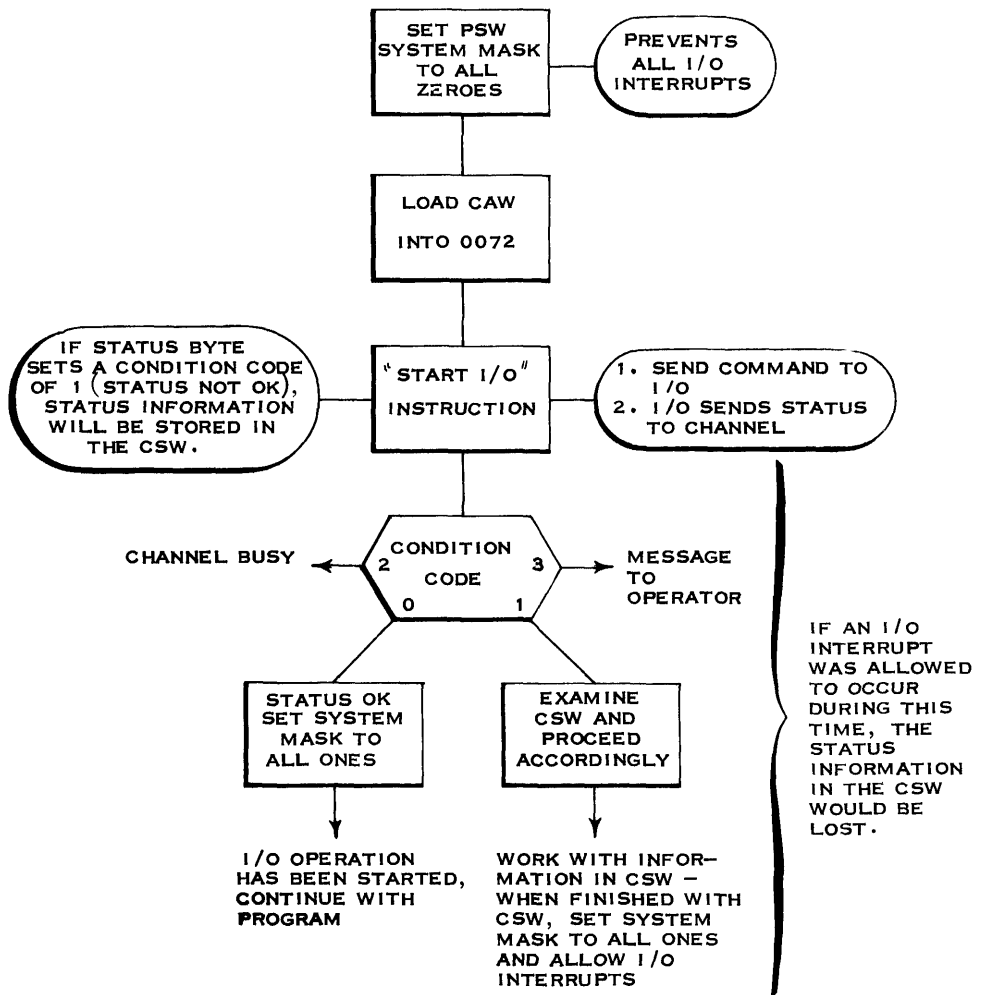 SET PSW
SYSTEM MASK
TO ALL
ZEROES
PREVENTS
ALL I/O
INTERRUPTS
LOAD CAW
INTO 0072
IF STATUS BYTE
SETS A CONDITION CODE
OF 1 (STATUS NOT OK),
STATUS INFORMATION
WILL BE STORED IN
THE CSW.
"START I/O"
INSTRUCTION
1. SEND COMMAND TO
I/O
2. I/O SENDS STATUS
TO CHANNEL
CHANNEL BUSY
2
CONDITION
CODE
3
0
1
MESSAGE
TO
OPERATOR
STATUS OK
SET SYSTEM
MASK TO
ALL ONES
EXAMINE
CSW AND
PROCEED
ACCORDINGLY
IF AN I/O
INTERRUPT
WAS ALLOWED
TO OCCUR
DURING THIS
TIME, THE
STATUS
INFORMATION
IN THE CSW
WOULD BE
LOST.
I/O OPERATION
HAS BEEN STARTED,
CONTINUE WITH
PROGRAM
WORK WITH INFOR-
MATION IN CSW –
WHEN FINISHED WITH
CSW, SET SYSTEM
MASK TO ALL ONES
AND ALLOW I/O
INTERRUPTS